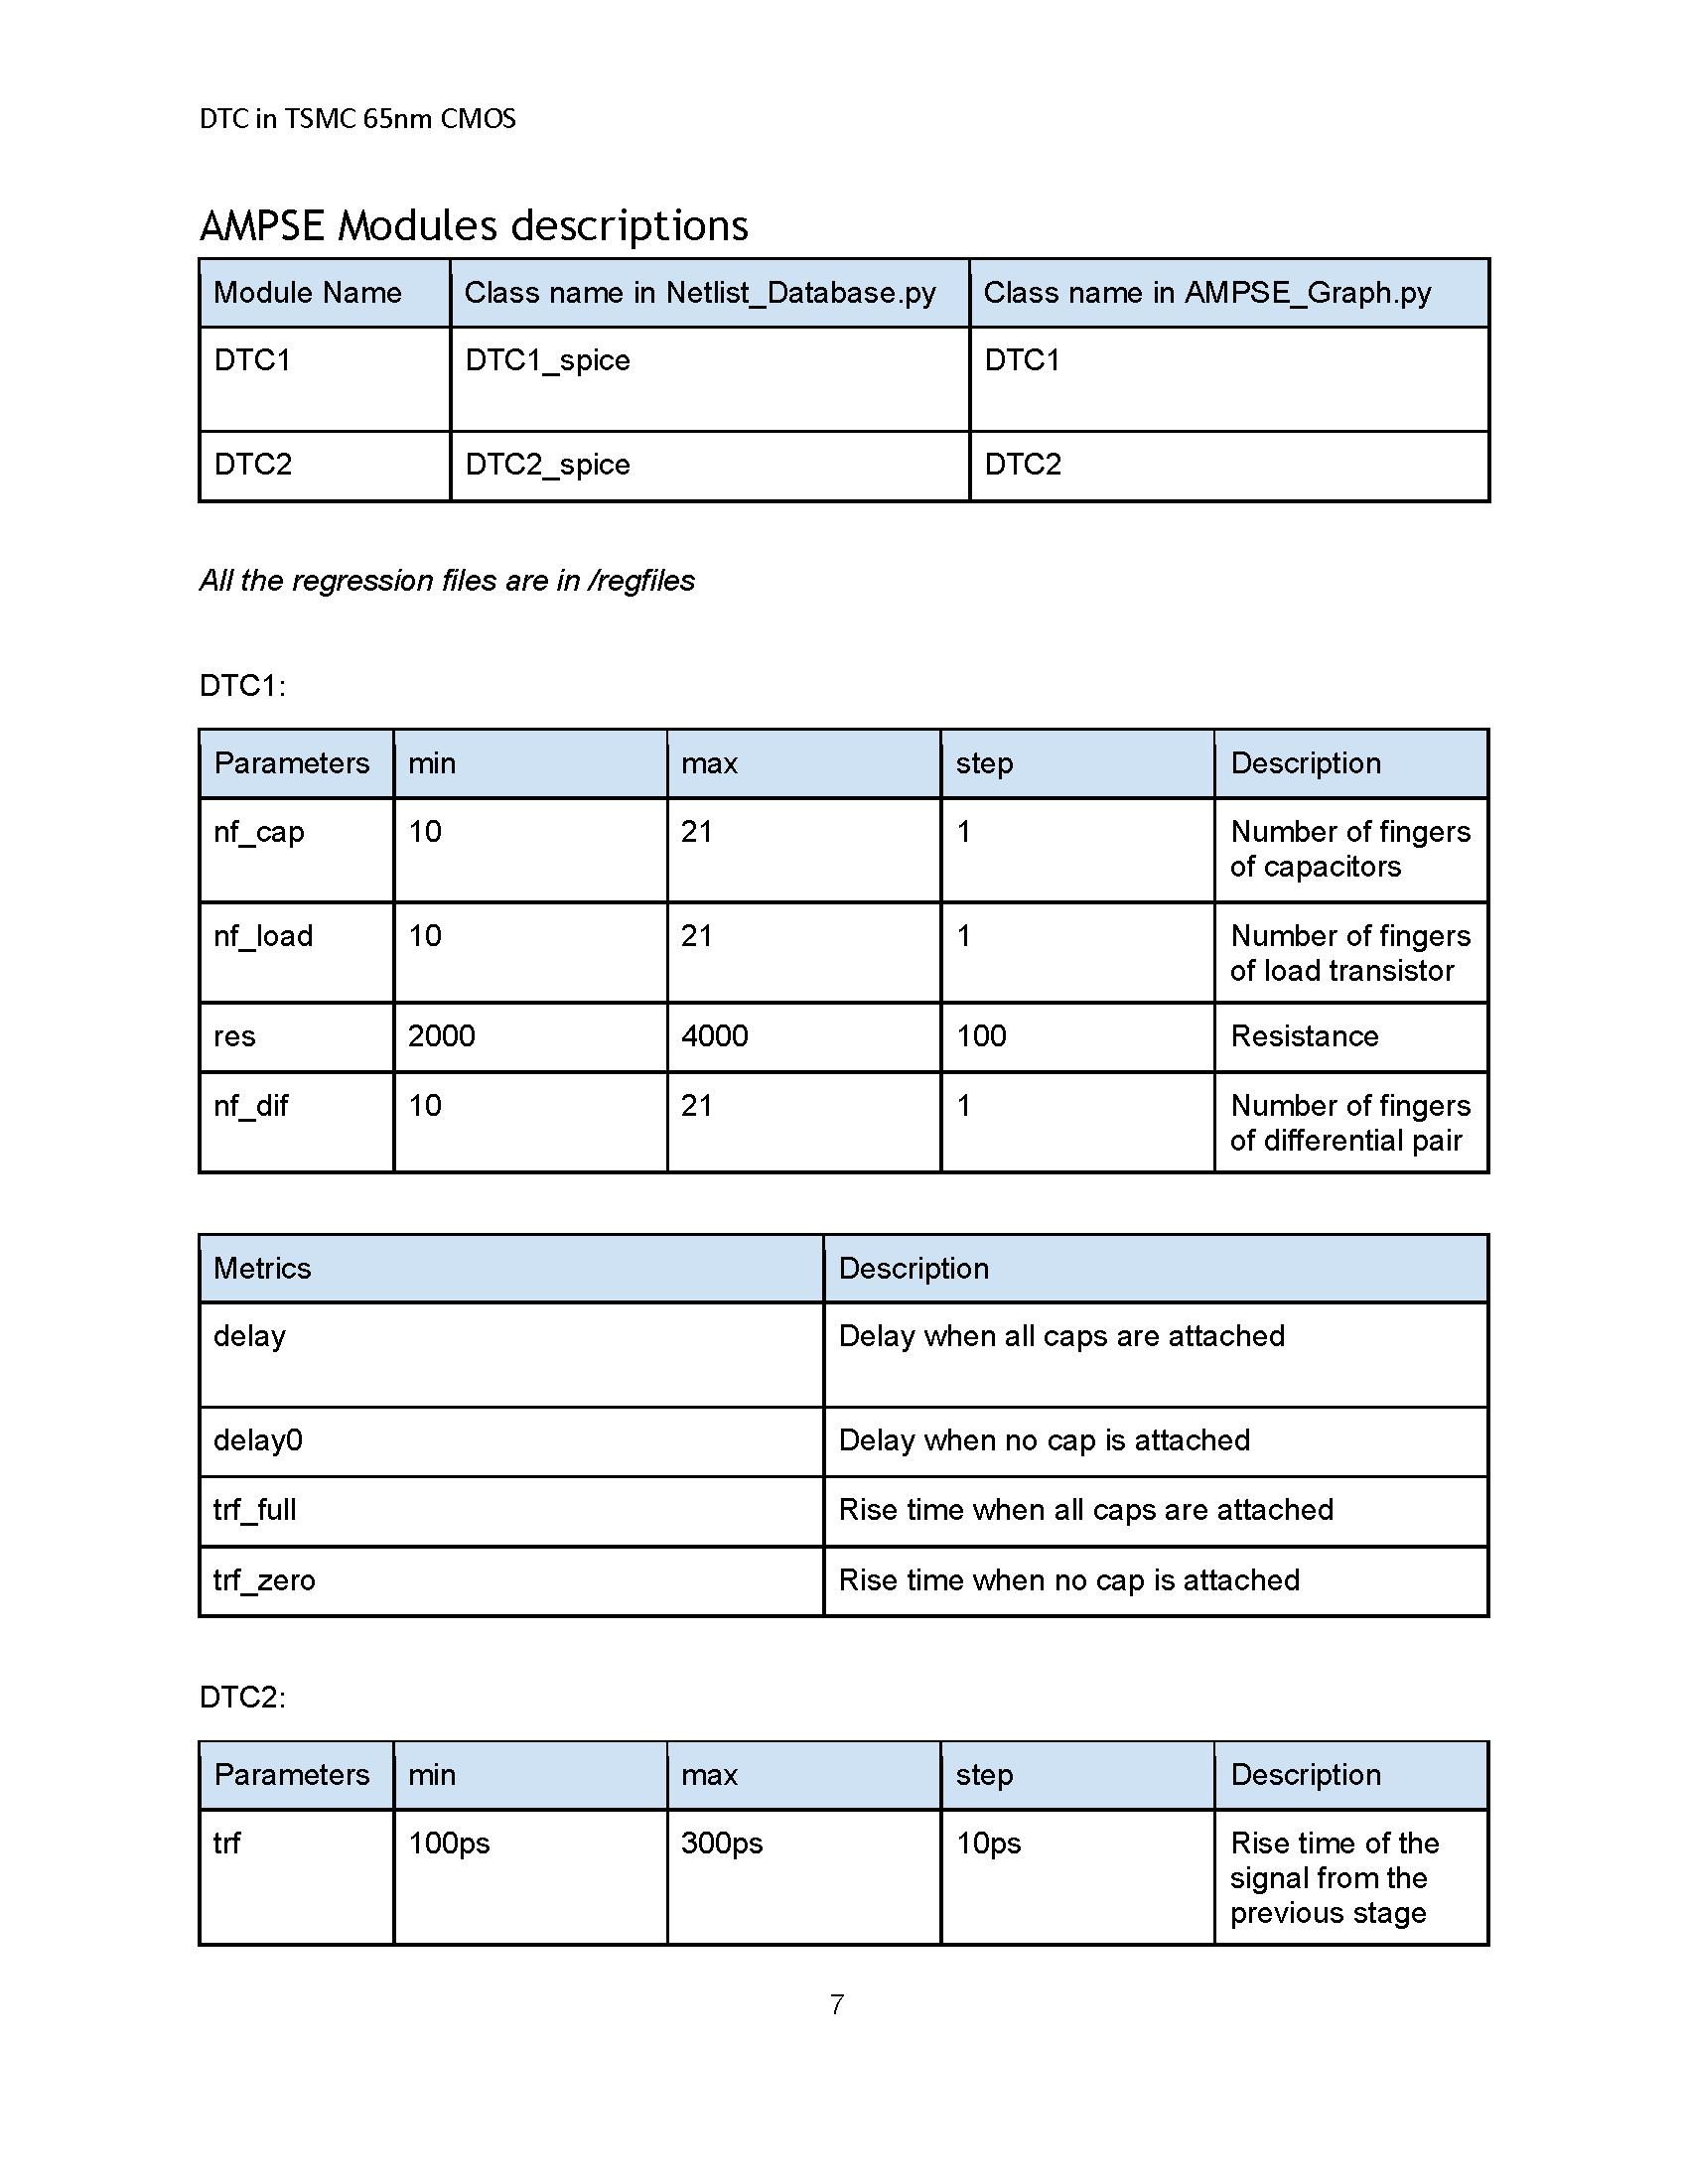 DTC in TSMC 65nm CMOS
AMPSE Modules descriptions
Module Name Class name in Netlist_Database.py Class name in AMPSE_Graph.py
DTC1 DTC1_spice DTC1
DTC2 DTC2_spice DTC2
All the regression files are in /regfiles
DTC1:
Parameters min max step Description
nf_cap 10 21 1 Number of fingers
of capacitors
nf_load 10 21 1 Number of fingers
of load transistor
res 2000 4000 100 Resistance
nf_dif 10 21 1 Number of fingers
of differential pair
Metrics Description
delay Delay when all caps are attached
delay0 Delay when no cap is attached
trf_full Rise time when all caps are attached
trf_zero Rise time when no cap is attached
DTC2:
Parameters min max step Description
trf 100ps 300ps 10ps Rise time of the
signal from the
previous stage
7